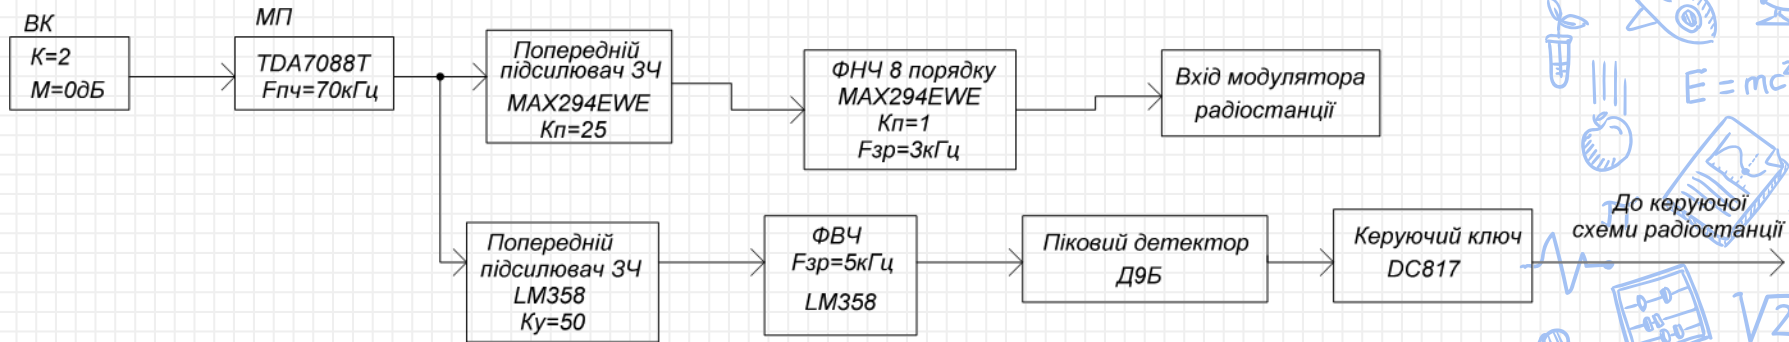 ВК
К=2
М=0дБ
МП
TDA7088T
Fпч=70кГц
Попередній
підсилювач ЗЧ
MAX294EWE
Кп=25
ФНЧ 8 порядку
MAX294EWE
Кп=1
Fзр=3кГц
Вхід модулятора
радіостанції
Попередній
підсилювач ЗЧ
LM358
Ку=50
ФВЧ
Fзр=5кГц
LM358
Піковий детектор
Д9Б
Керуючий ключ
DC817
До керуючої
схеми радіостанції
E = mc²
√2